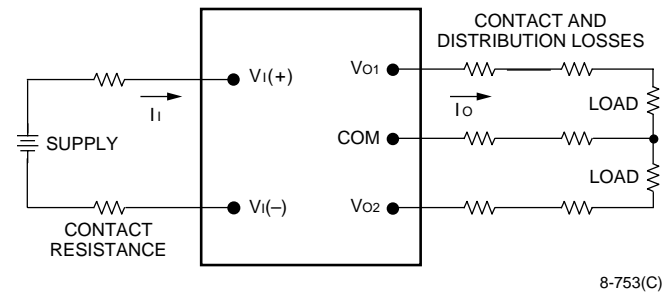 CONTACT AND
DISTRIBUTION LOSSES
VI(+)
VO1
II
IO
LOAD
SUPPLY
COM
LOAD
VI(–)
VO2
CONTACT
RESISTANCE
8-753(C)